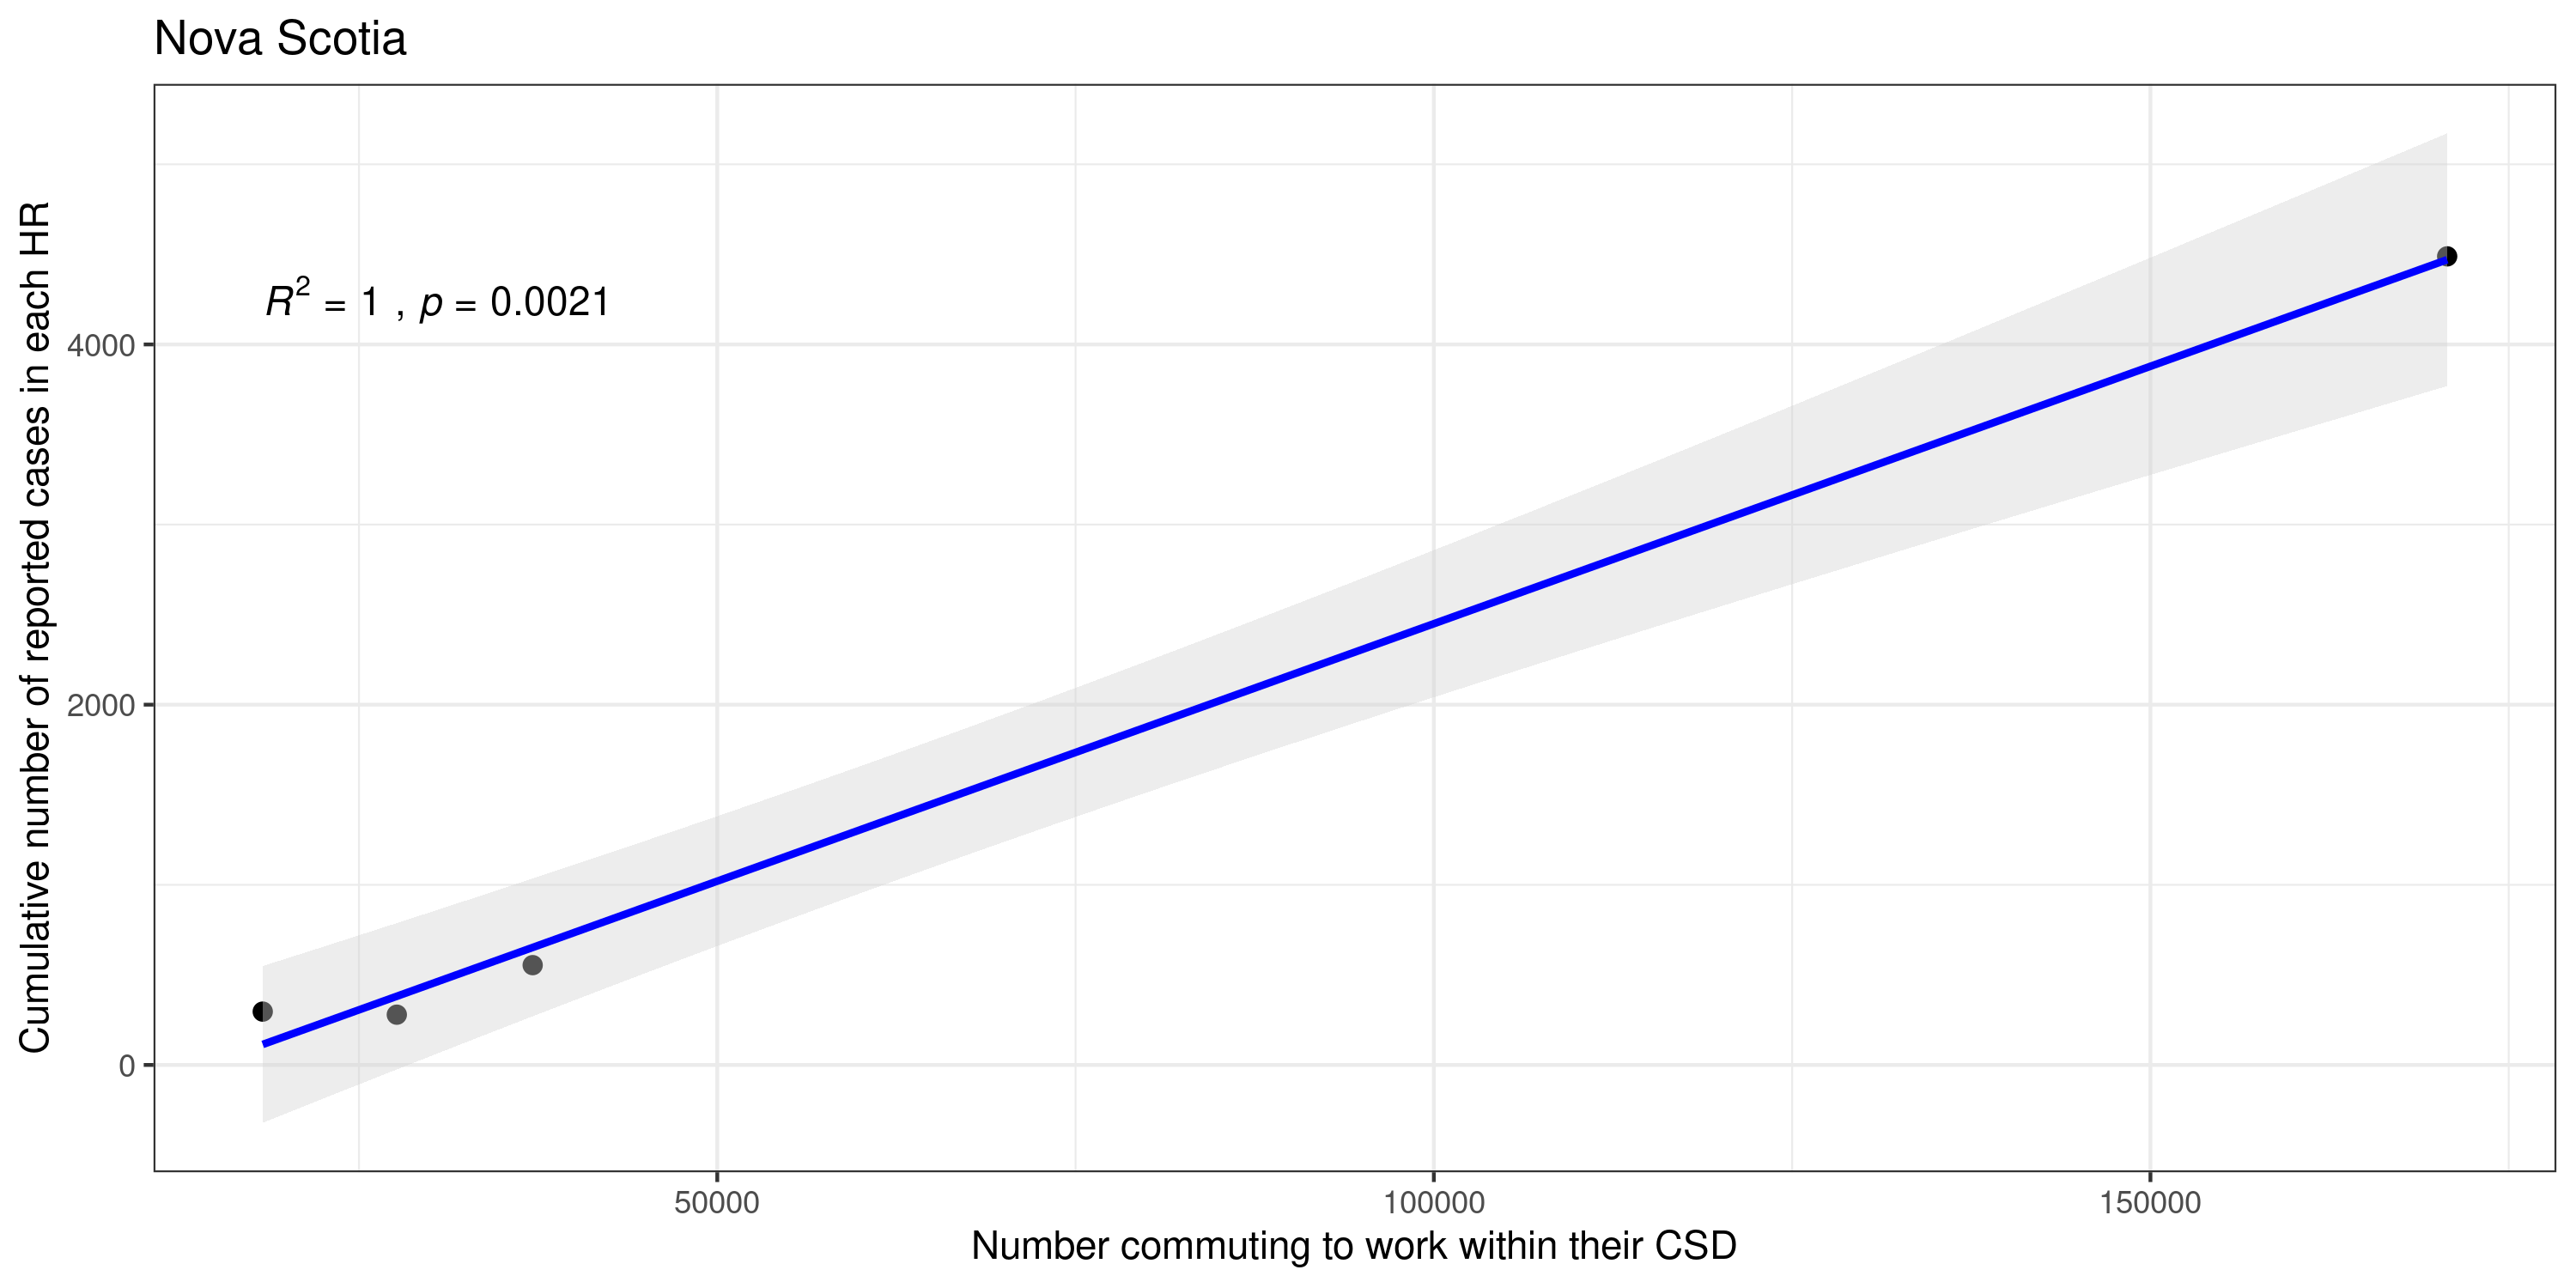 Nova Scotia
Cumulative number of reported cases in each HR
R² = 1 , p = 0.0021
4000
2000
0
50000
100000
150000
Number commuting to work within their CSD